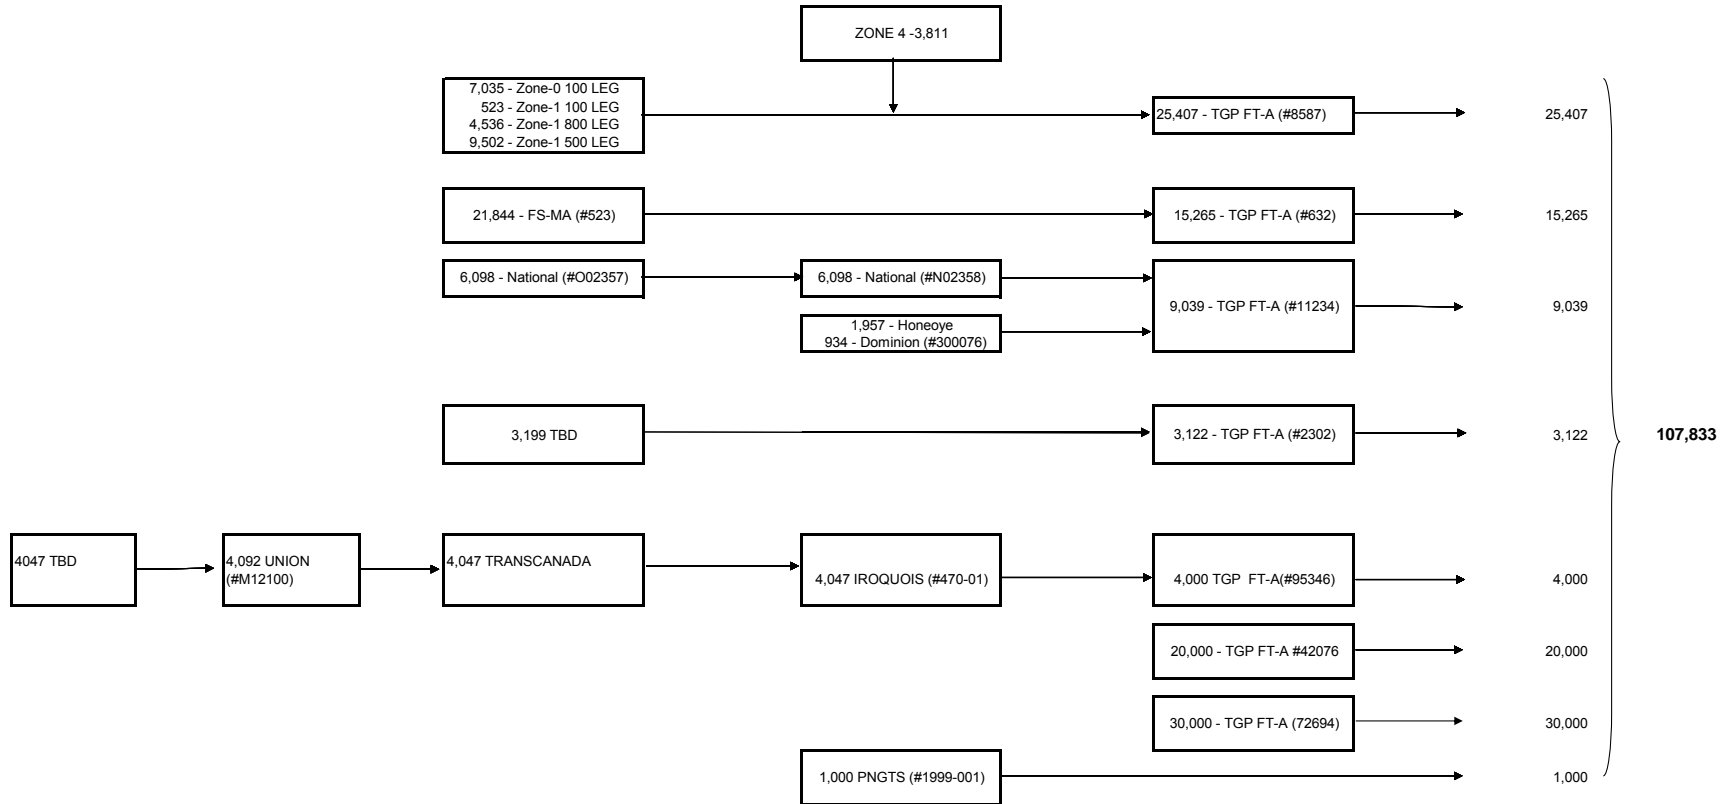 ZONE 4 -3,811
7,035 - Zone-0 100 LEG
523 - Zone-1 100 LEG
4,536 - Zone-1 800 LEG
9,502 - Zone-1 500 LEG
25,407 - TGP FT-A (#8587)
25,407
21,844 - FS-MA (#523)
15,265 - TGP FT-A (#632)
15,265
6,098 - National (#O02357)
6,098 - National (#N02358)
1,957 - Honeoye
934 - Dominion (#300076)
9,039 - TGP FT-A (#11234)
9,039
3,199 TBD
3,122 - TGP FT-A (#2302)
3,122
107,833
4047 TBD
4,092 UNION
(#M12100)
4,047 TRANSCANADA
4,047 IROQUOIS (#470-01)
4,000 TGP  FT-A(#95346)
4,000
20,000 - TGP FT-A #42076
20,000
30,000 - TGP FT-A (72694)
30,000
1,000 PNGTS (#1999-001)
1,000